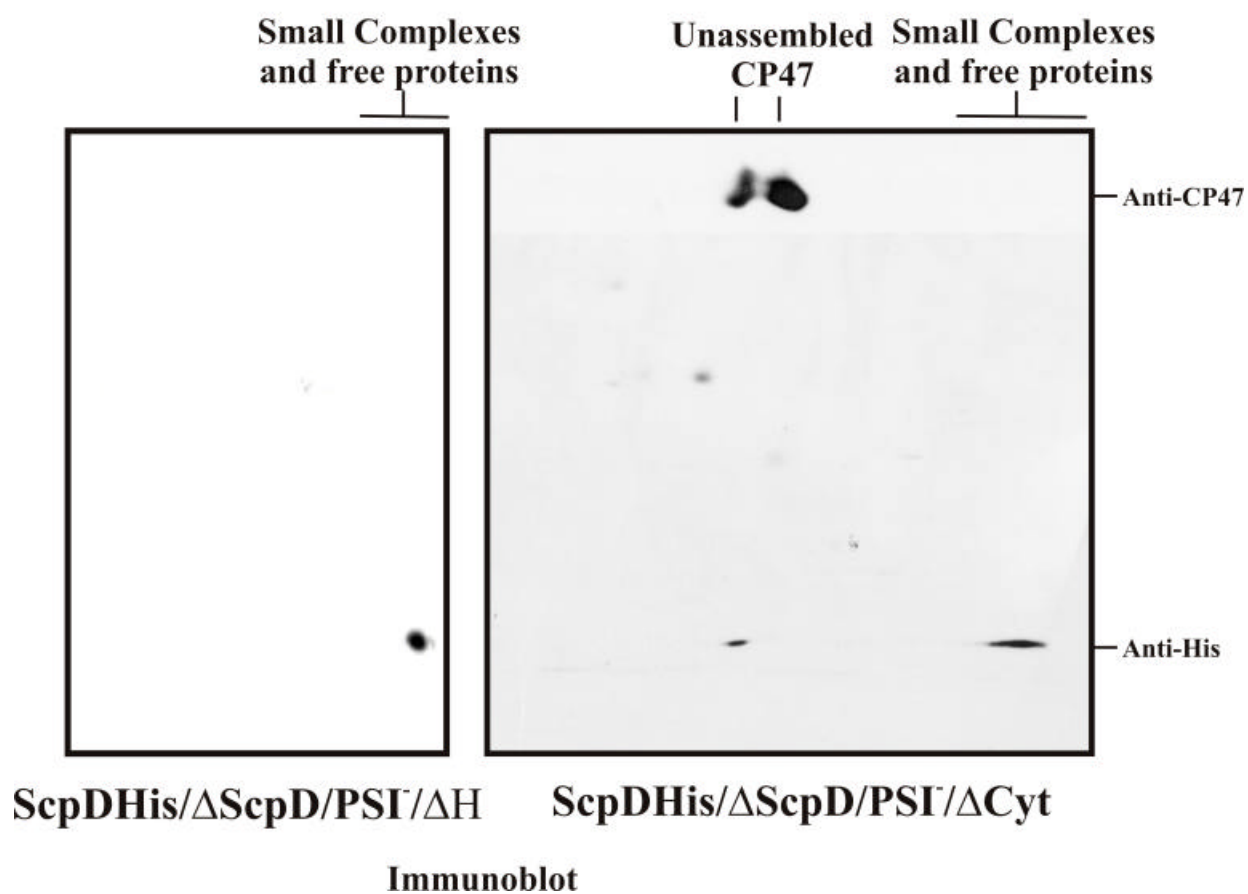 Small Complexes
and free proteins
Unassembled
CP47
Small Complexes
and free proteins
Anti-CP47
Anti-His
ScpDHis/ΔScpD/PSI⁻/ΔH
ScpDHis/ΔScpD/PSI⁻/ΔCyt
Immunoblot